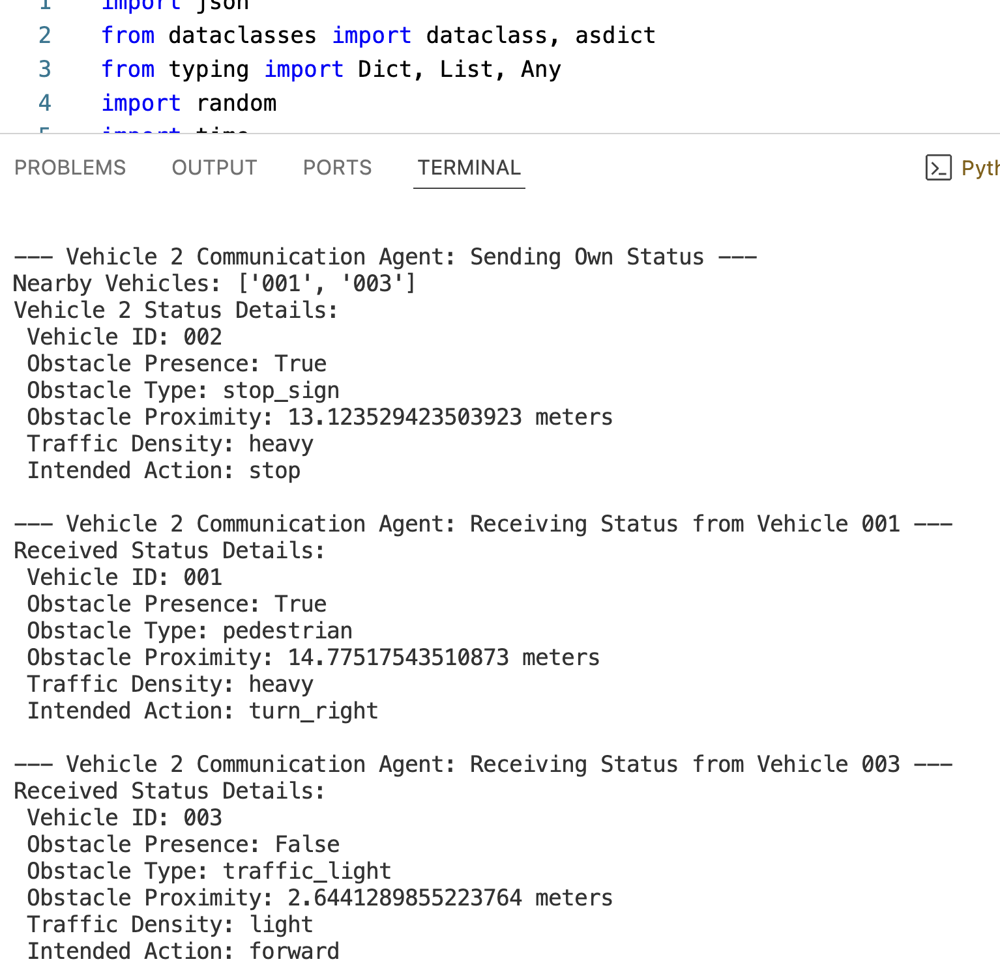 1 import json
2 from dataclasses import dataclass, asdict
3 from typing import Dict, List, Any
4 import random
5 import time
PROBLEMS OUTPUT PORTS TERMINAL Pyth
--- Vehicle 2 Communication Agent: Sending Own Status ---
Nearby Vehicles: ['001', '003']
Vehicle 2 Status Details:
 Vehicle ID: 002
 Obstacle Presence: True
 Obstacle Type: stop_sign
 Obstacle Proximity: 13.123529423503923 meters
 Traffic Density: heavy
 Intended Action: stop
--- Vehicle 2 Communication Agent: Receiving Status from Vehicle 001 ---
Received Status Details:
 Vehicle ID: 001
 Obstacle Presence: True
 Obstacle Type: pedestrian
 Obstacle Proximity: 14.77517543510873 meters
 Traffic Density: heavy
 Intended Action: turn_right
--- Vehicle 2 Communication Agent: Receiving Status from Vehicle 003 ---
Received Status Details:
 Vehicle ID: 003
 Obstacle Presence: False
 Obstacle Type: traffic_light
 Obstacle Proximity: 2.6441289855223764 meters
 Traffic Density: light
 Intended Action: forward